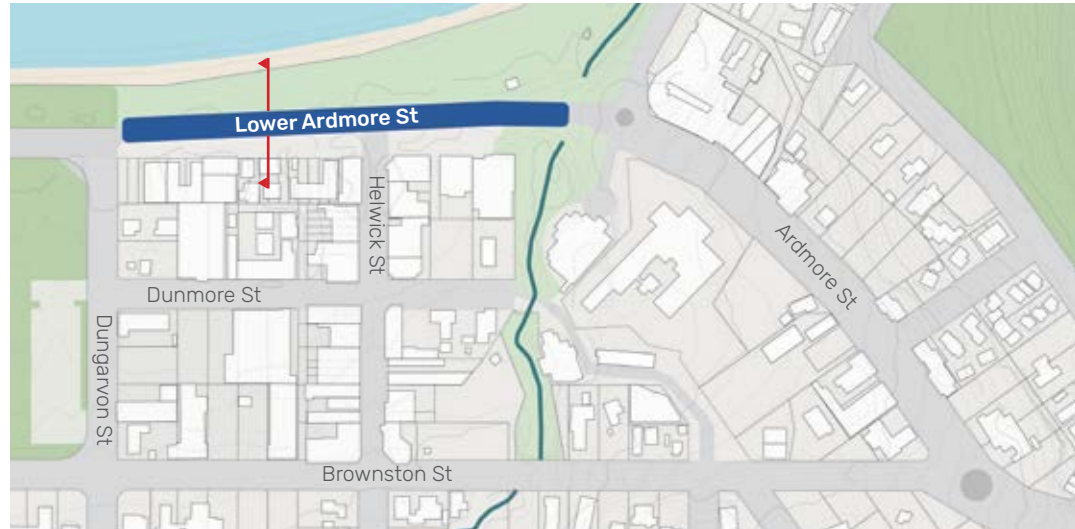 Lower Ardmore St
Helwick St
Ardmore St
Dunmore St
Dungarvon St
Brownston St